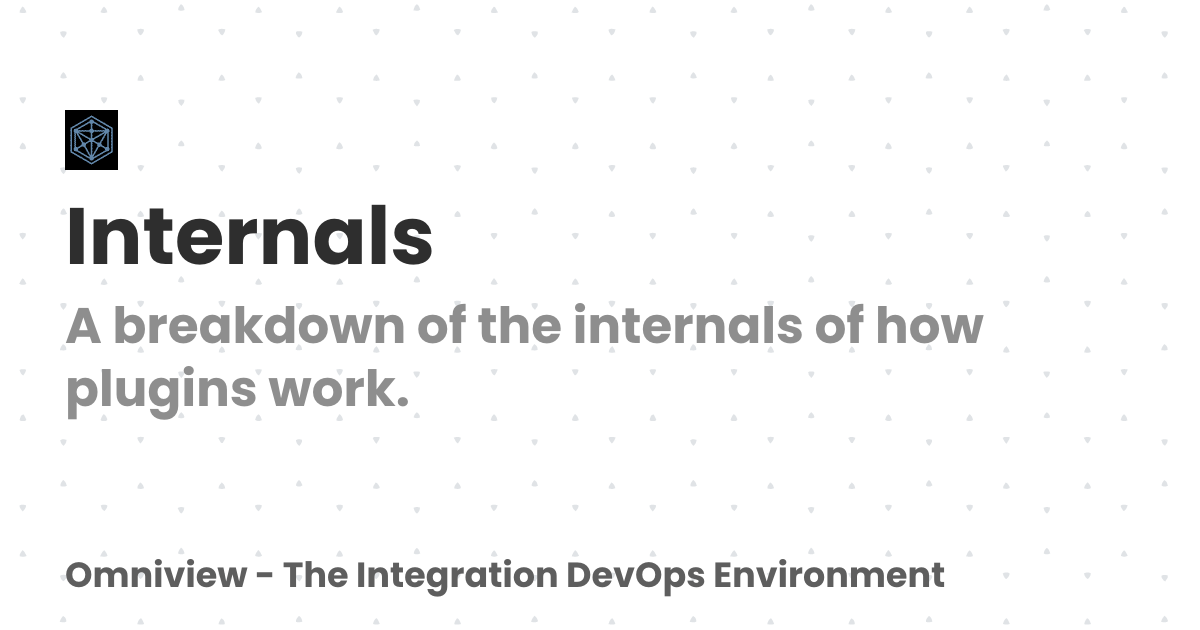 Internals
A breakdown of the internals of how
plugins work.
Omniview - The Integration DevOps Environment